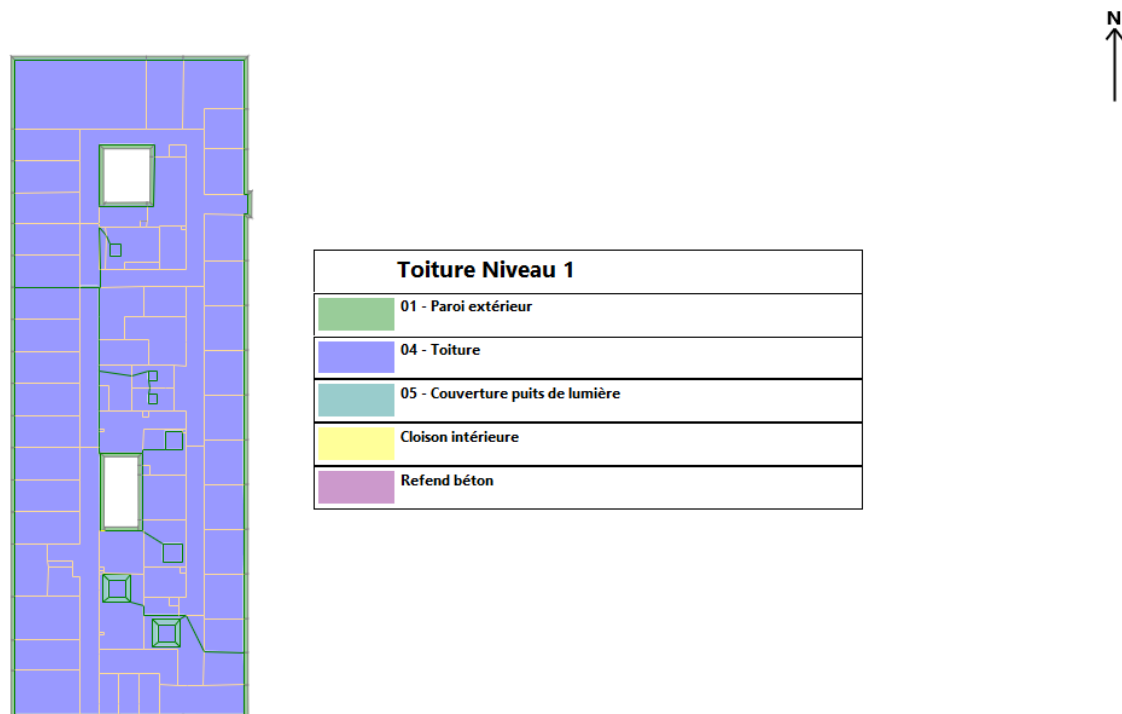 N
Toiture Niveau 1
01 - Paroi extérieur
04 - Toiture
05 - Couverture puits de lumière
Cloison intérieure
Refend béton